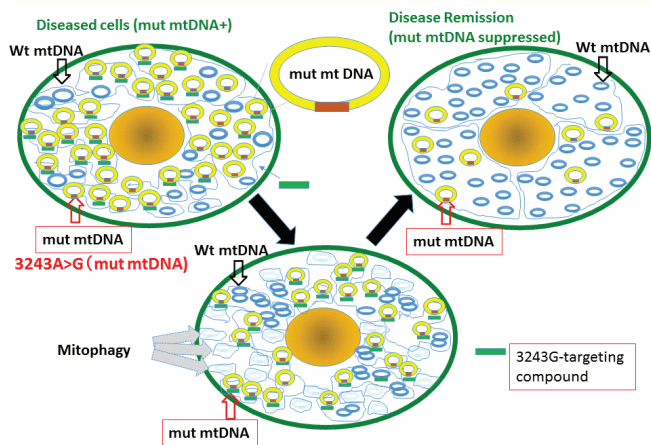 Diseased cells (mut mtDNA+)
Wt mtDNA
mut mt DNA
mut mtDNA
3243A>G（mut mtDNA)
Disease Remission
(mut mtDNA suppressed)
Wt mtDNA
mut mtDNA
Wt mtDNA
Mitophagy
mut mtDNA
3243G-targeting
compound